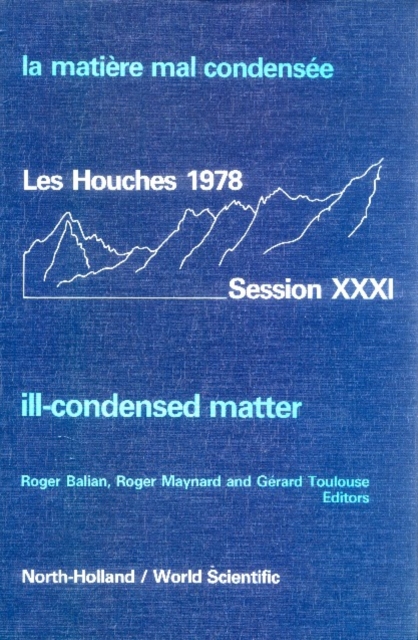 la matière mal condensée
Les Houches 1978
Session XXXI
ill-condensed matter
Roger Balian, Roger Maynard and Gérard Toulouse
Editors
North-Holland / World Scientific